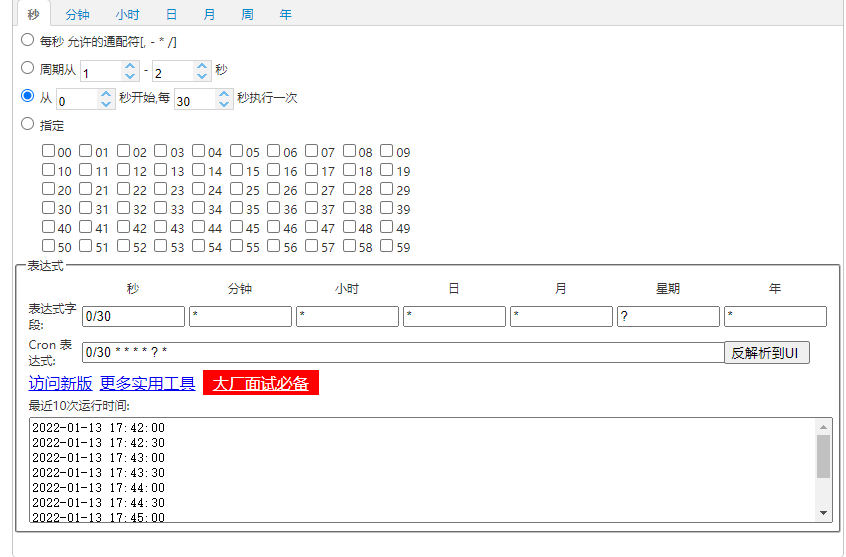 秒 分钟 小时 日 月 周 年
每秒 允许的通配符[, - * /]
周期从 1 - 2 秒
从 0 秒开始,每 30 秒执行一次
指定
00 01 02 03 04 05 06 07 08 09
10 11 12 13 14 15 16 17 18 19
20 21 22 23 24 25 26 27 28 29
30 31 32 33 34 35 36 37 38 39
40 41 42 43 44 45 46 47 48 49
50 51 52 53 54 55 56 57 58 59
表达式
秒 分钟 小时 日 月 星期 年
表达式字
段: 0/30 * * * * ? *
Cron 表
达式: 0/30 * * * * ? * 反解析到UI
访问新版 更多实用工具 大厂面试必备
最近10次运行时间:
2022-01-13 17:42:00
2022-01-13 17:42:30
2022-01-13 17:43:00
2022-01-13 17:43:30
2022-01-13 17:44:00
2022-01-13 17:44:30
2022-01-13 17:45:00